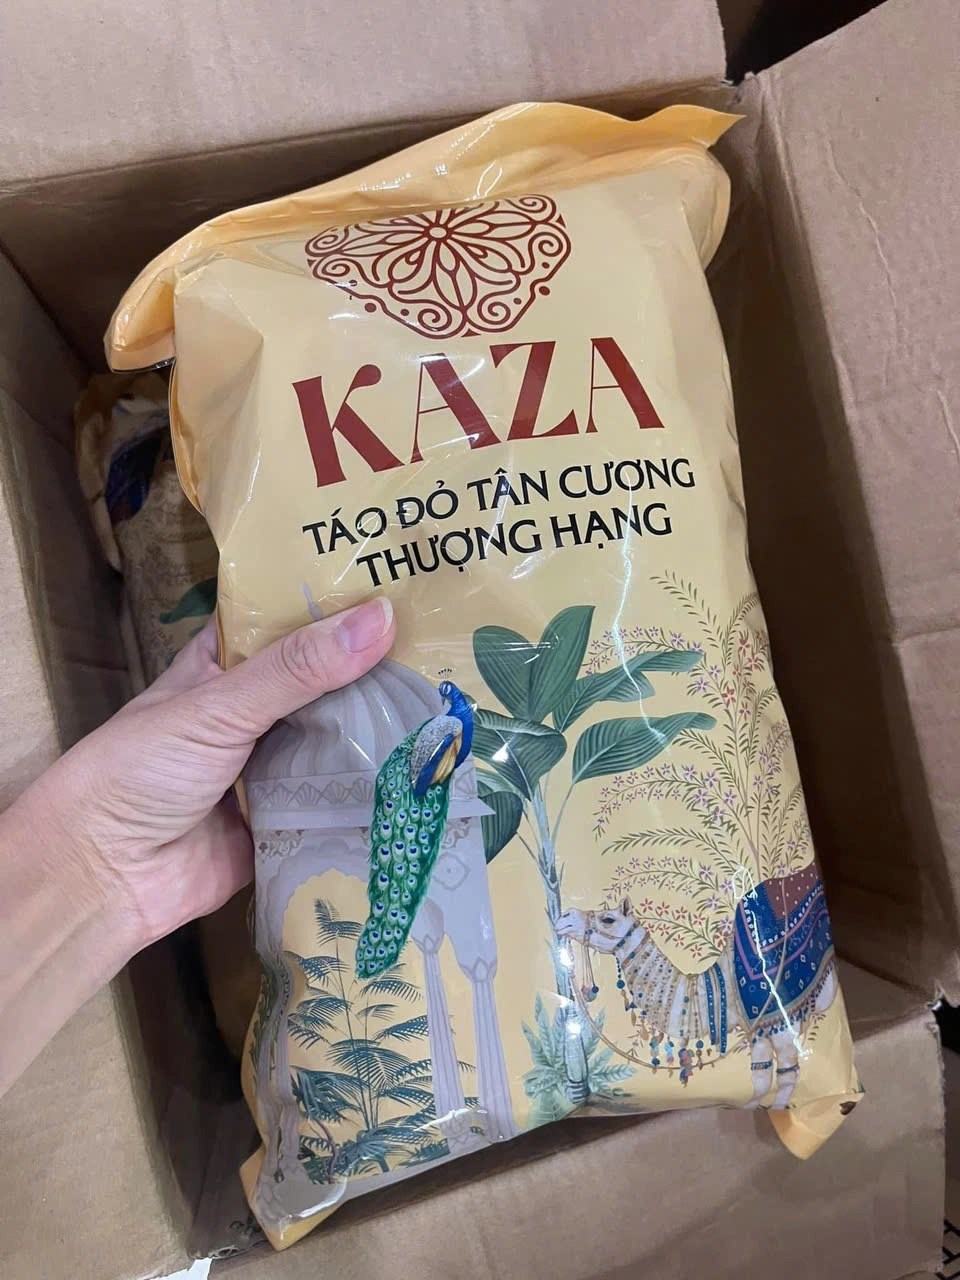 KAZA
TÁO ĐỎ TÂN CƯƠNG
THƯỢNG HẠNG